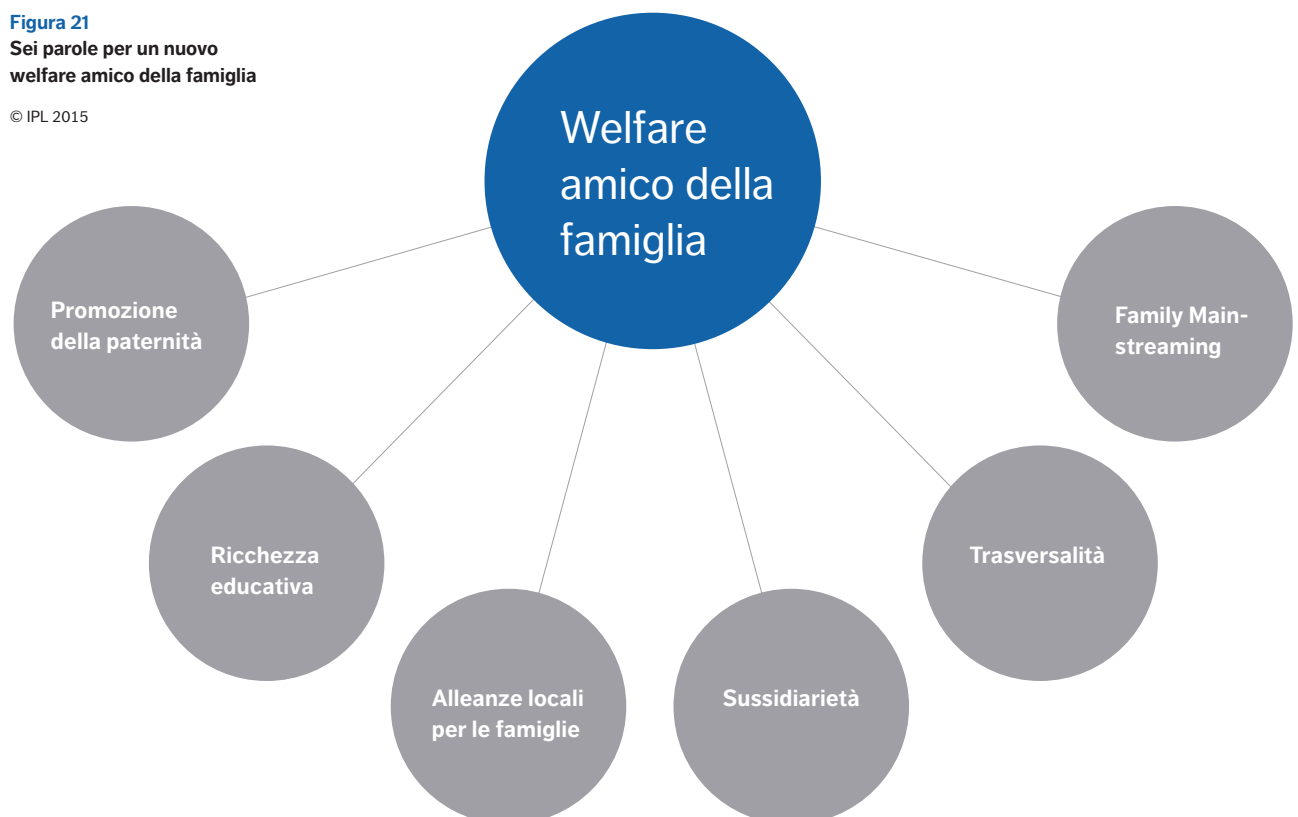 Figura 21
Sei parole per un nuovo
welfare amico della famiglia
© IPL 2015
Welfare
amico della
famiglia
Promozione
della paternità
Ricchezza
educativa
Alleanze locali
per le famiglie
Sussidiarietà
Trasversalità
Family Main-
streaming